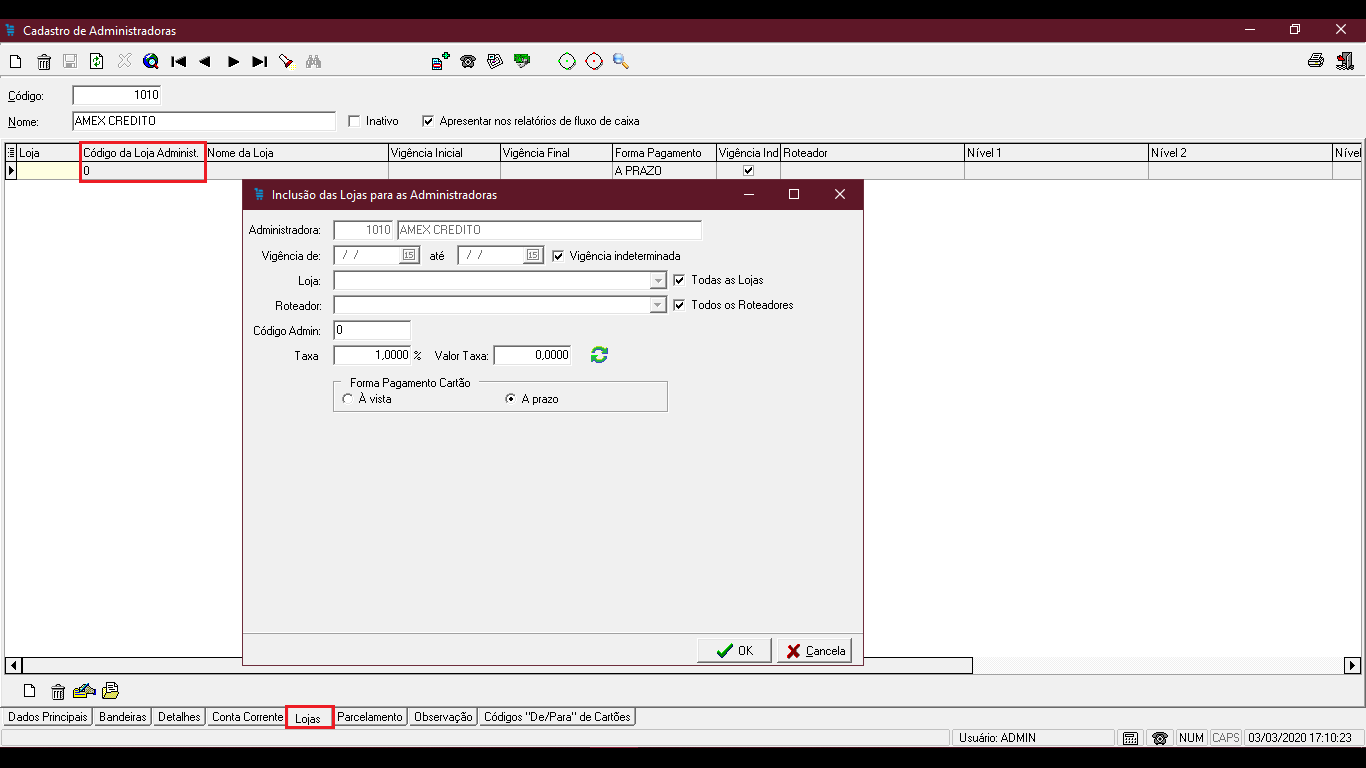 Cadastro de Administradoras
Código: 1010
Nome: AMEX CREDITO Inativo Apresentar nos relatórios de fluxo de caixa
Loja Código da Loja Administ. Nome da Loja Vigência Inicial Vigência Final Forma Pagamento Vigência Ind Roteador Nível 1 Nível 2 Nível
0 A PRAZO
Inclusão das Lojas para as Administradoras
Administradora: 1010 AMEX CREDITO
Vigência de: / / 15 até / / 15 Vigência indeterminada
Loja: Todas as Lojas
Roteador: Todos os Roteadores
Código Admin: 0
Taxa 1,0000 % Valor Taxa: 0,0000
Forma Pagamento Cartão
À vista A prazo
OK Cancela
Dados Principais Bandeiras Detalhes Conta Corrente Lojas Parcelamento Observação Códigos "De/Para" de Cartões
Usuário: ADMIN NUM CAPS 03/03/2020 17:10:23